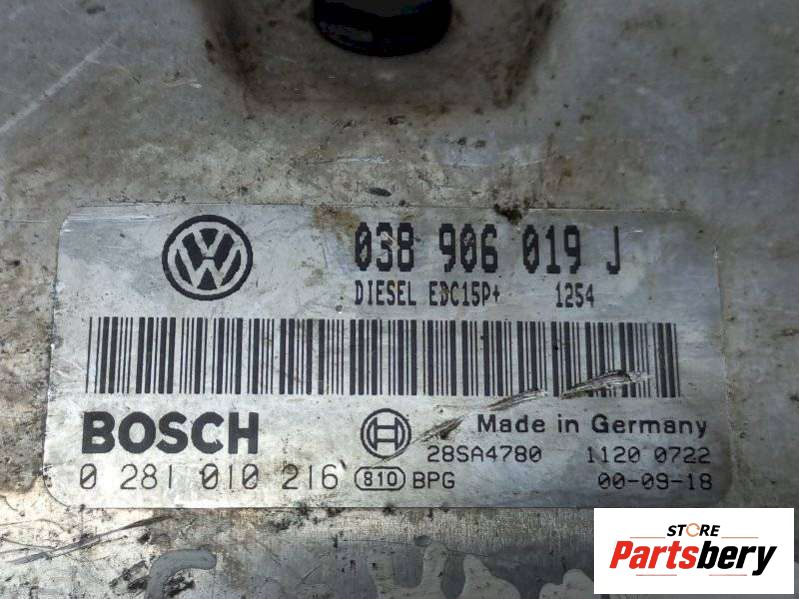 038 906 019 J
DIESEL EDC15P+ 1254
BOSCH
Made in Germany
28SA4780 1120 0722
0 281 010 216 810 BPG 00-09-18
STORE
Partsbery